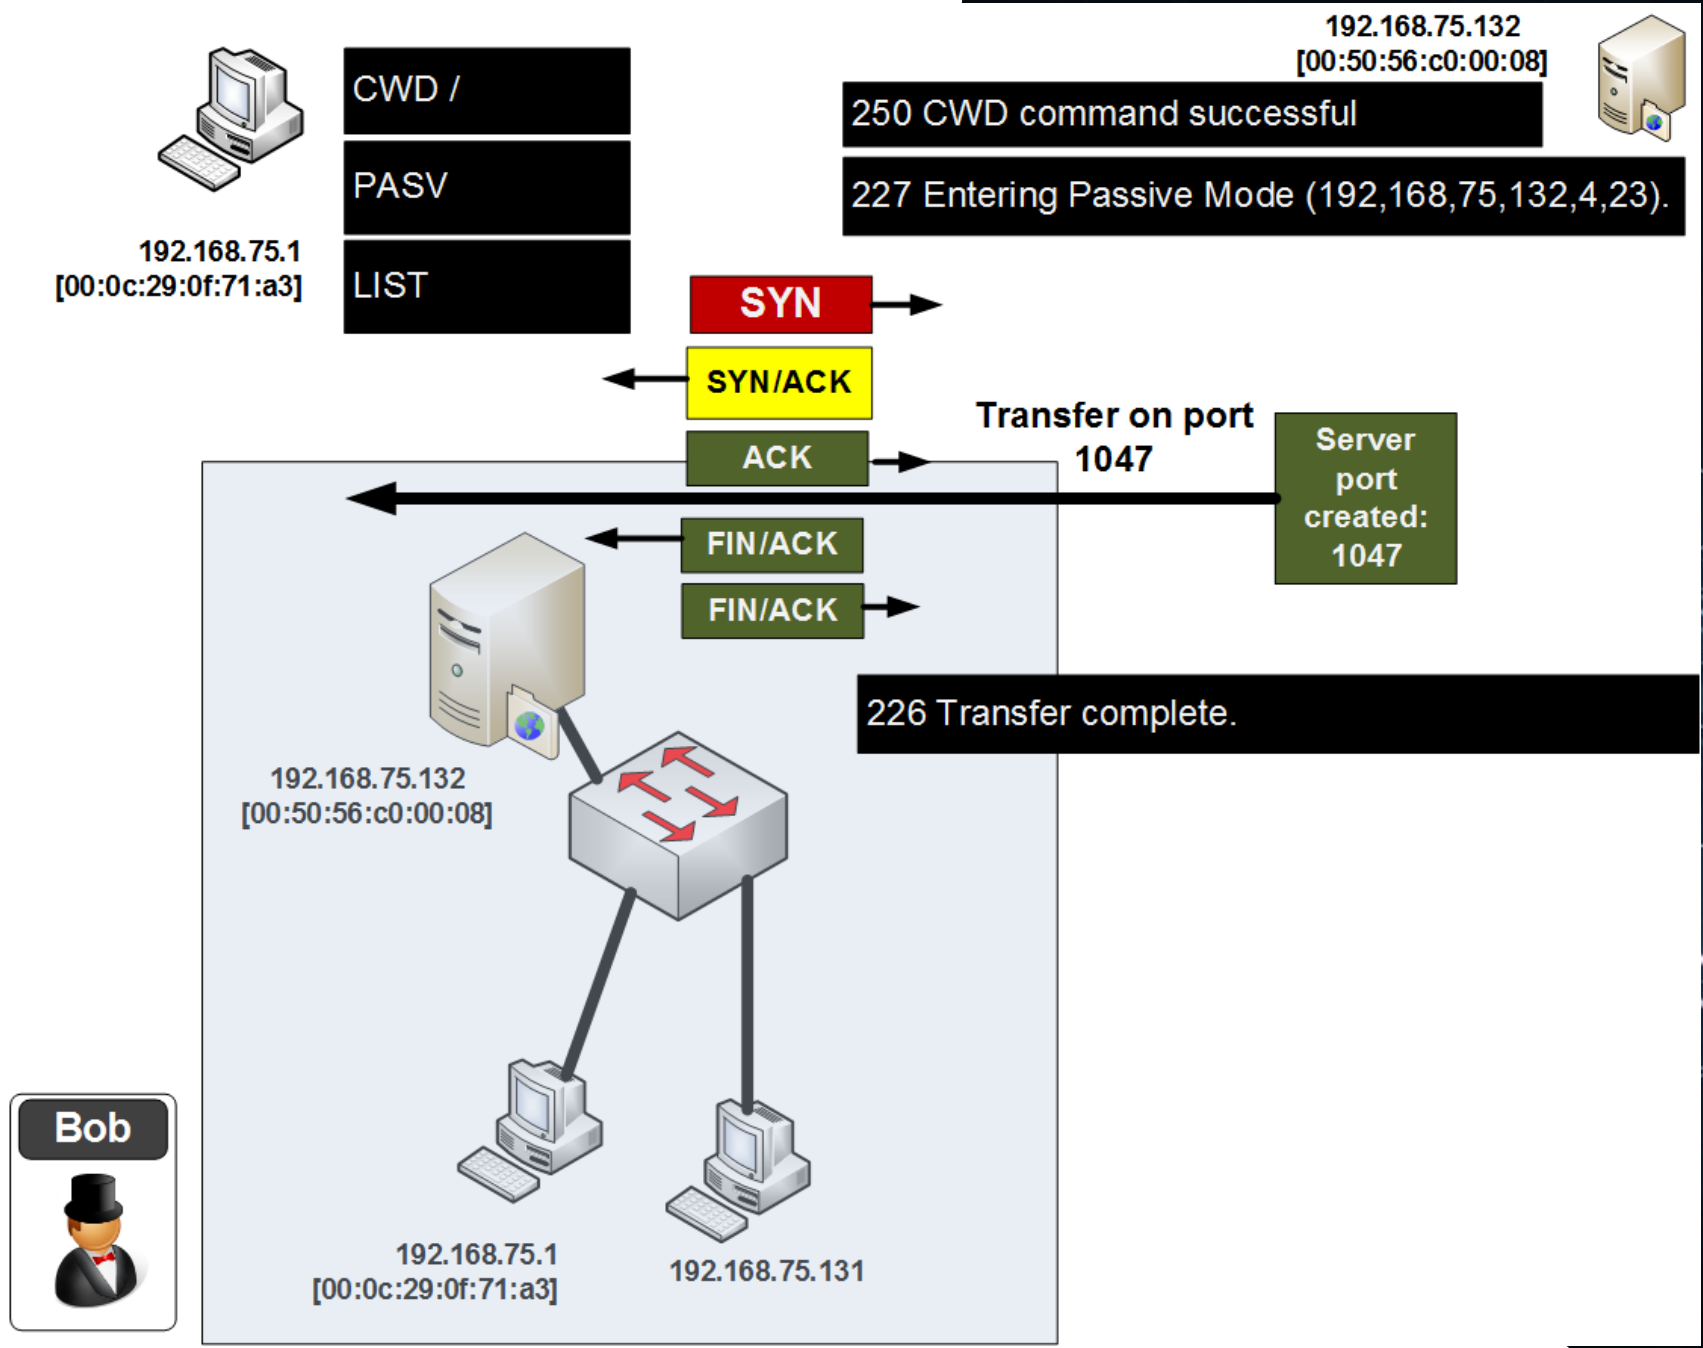 192.168.75.132
[00:50:56:c0:00:08]
CWD /
250 CWD command successful
PASV
227 Entering Passive Mode (192,168,75,132,4,23).
192.168.75.1
[00:0c:29:0f:71:a3]
LIST
SYN
SYN/ACK
Transfer on port
1047
ACK
Server
port
created:
1047
FIN/ACK
FIN/ACK
226 Transfer complete.
192.168.75.132
[00:50:56:c0:00:08]
Bob
192.168.75.1
[00:0c:29:0f:71:a3]
192.168.75.131